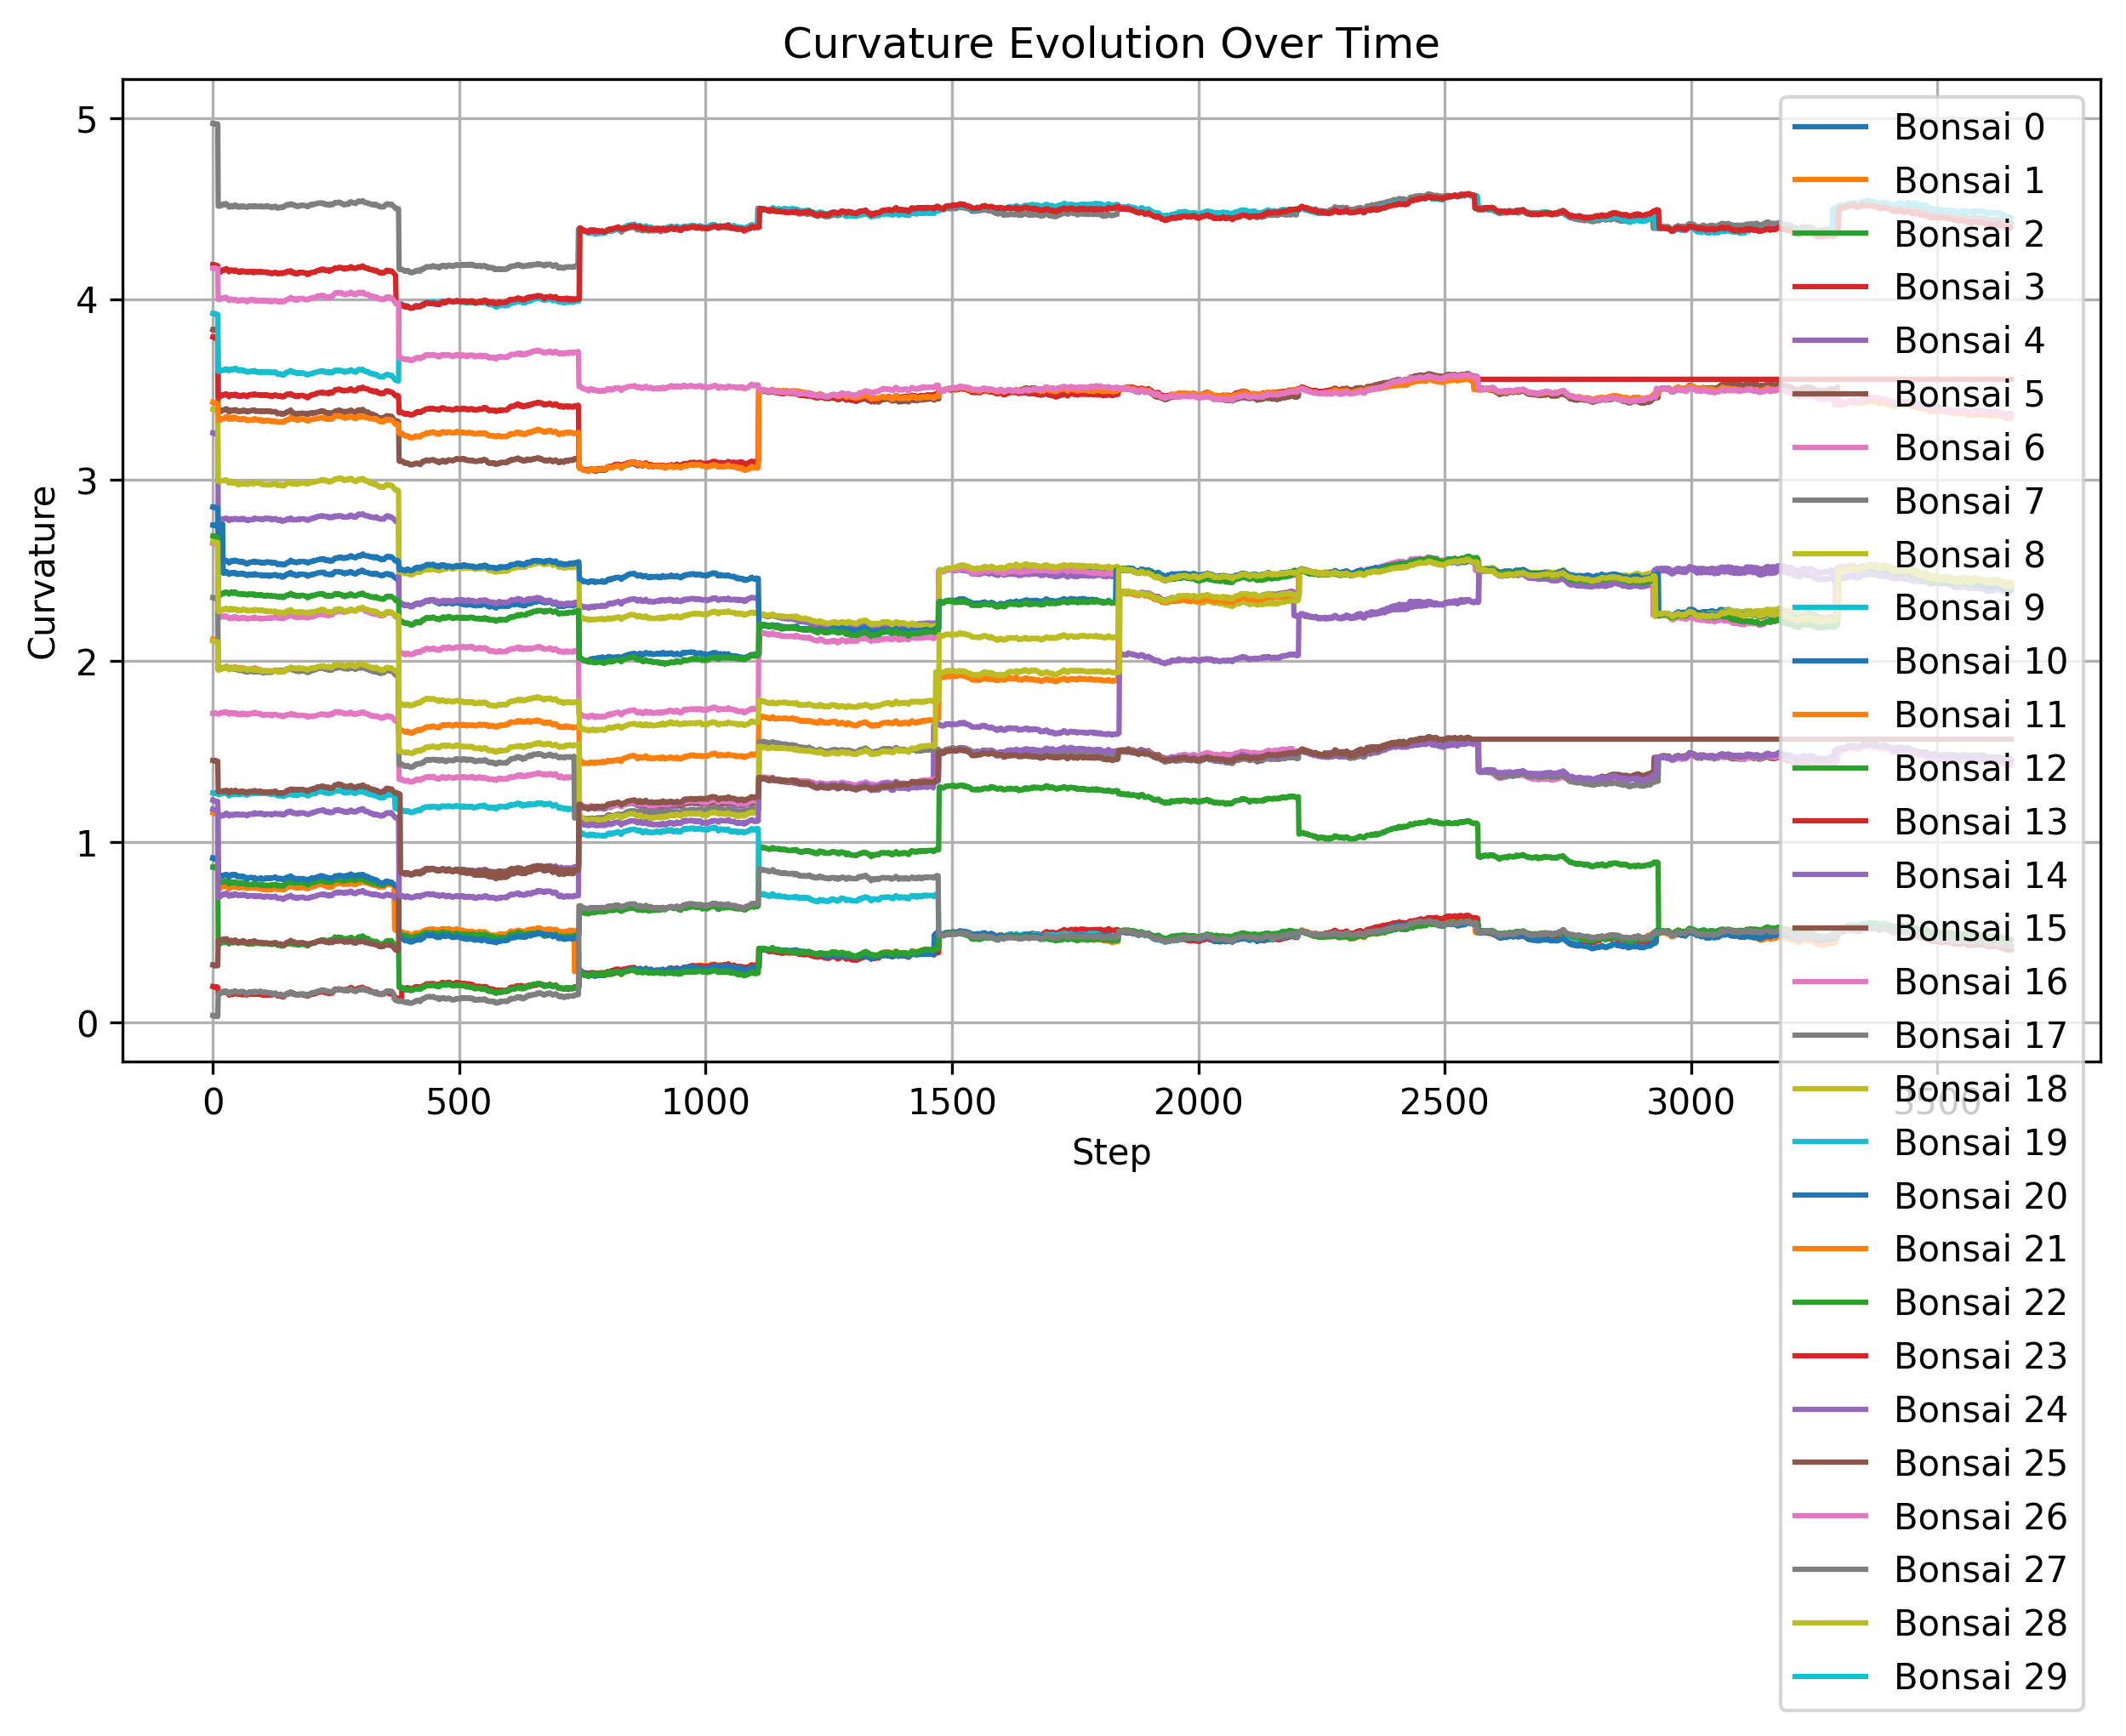 Curvature Evolution Over Time
Curvature
5
4
3
2
1
0
0
500
1000
1500
2000
2500
3000
3500
Step
Bonsai 0
Bonsai 1
Bonsai 2
Bonsai 3
Bonsai 4
Bonsai 5
Bonsai 6
Bonsai 7
Bonsai 8
Bonsai 9
Bonsai 10
Bonsai 11
Bonsai 12
Bonsai 13
Bonsai 14
Bonsai 15
Bonsai 16
Bonsai 17
Bonsai 18
Bonsai 19
Bonsai 20
Bonsai 21
Bonsai 22
Bonsai 23
Bonsai 24
Bonsai 25
Bonsai 26
Bonsai 27
Bonsai 28
Bonsai 29